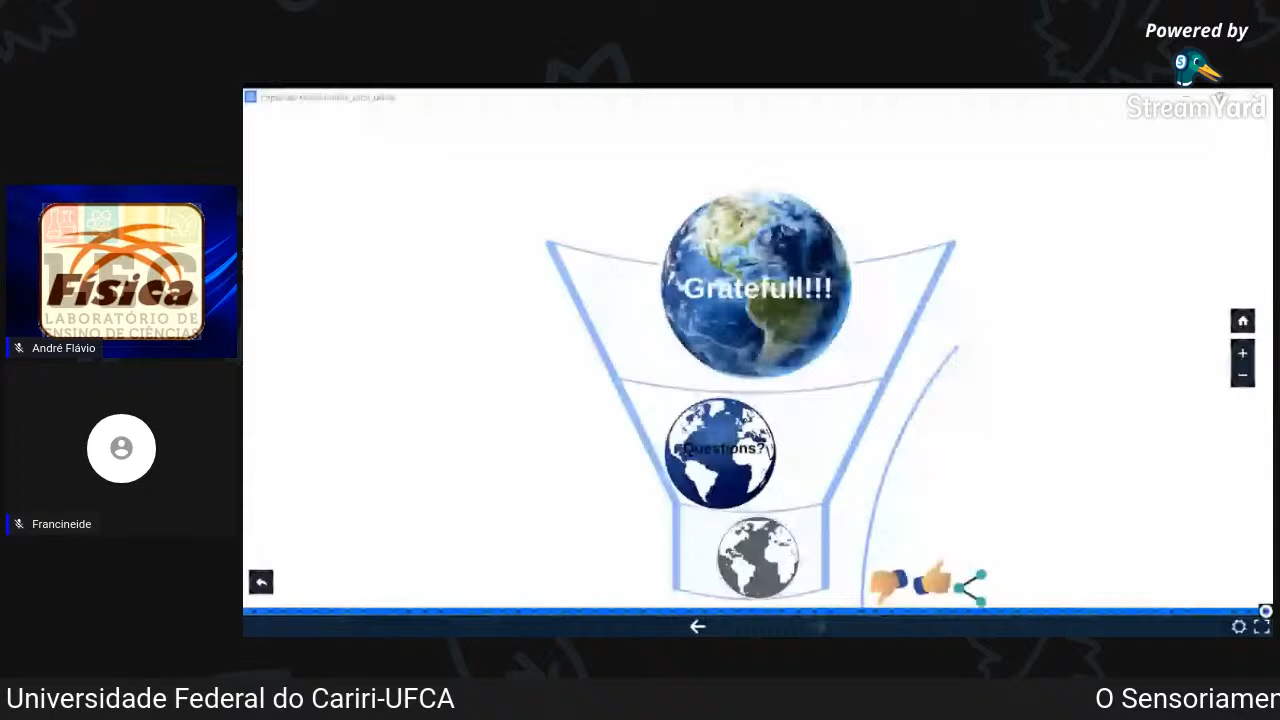 Powered by
StreamYard
Física
LABORATÓRIO DE
ENSINO DE CIÊNCIAS
André Flávio
Francineide
Gratefull!!!
¿Questions?
Universidade Federal do Cariri-UFCA
O Sensoriamen